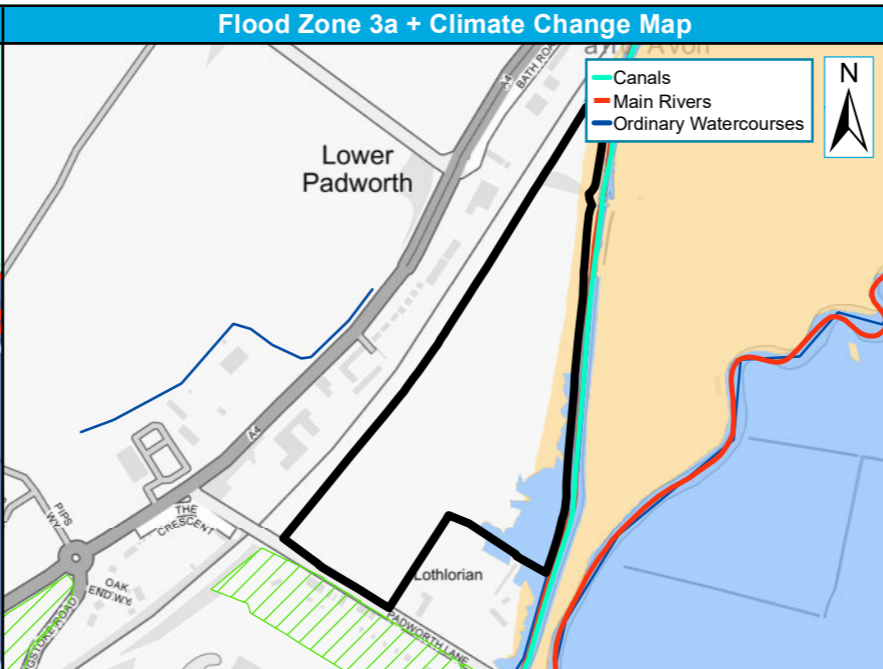 Flood Zone 3a + Climate Change Map
Canals
Main Rivers
Ordinary Watercourses
N
A4
BATH ROA
Lower
Padworth
A4
PIPS
WY
THE
CRESCENT
OAK
END WY
Lothlorian
PADWORTH LANE